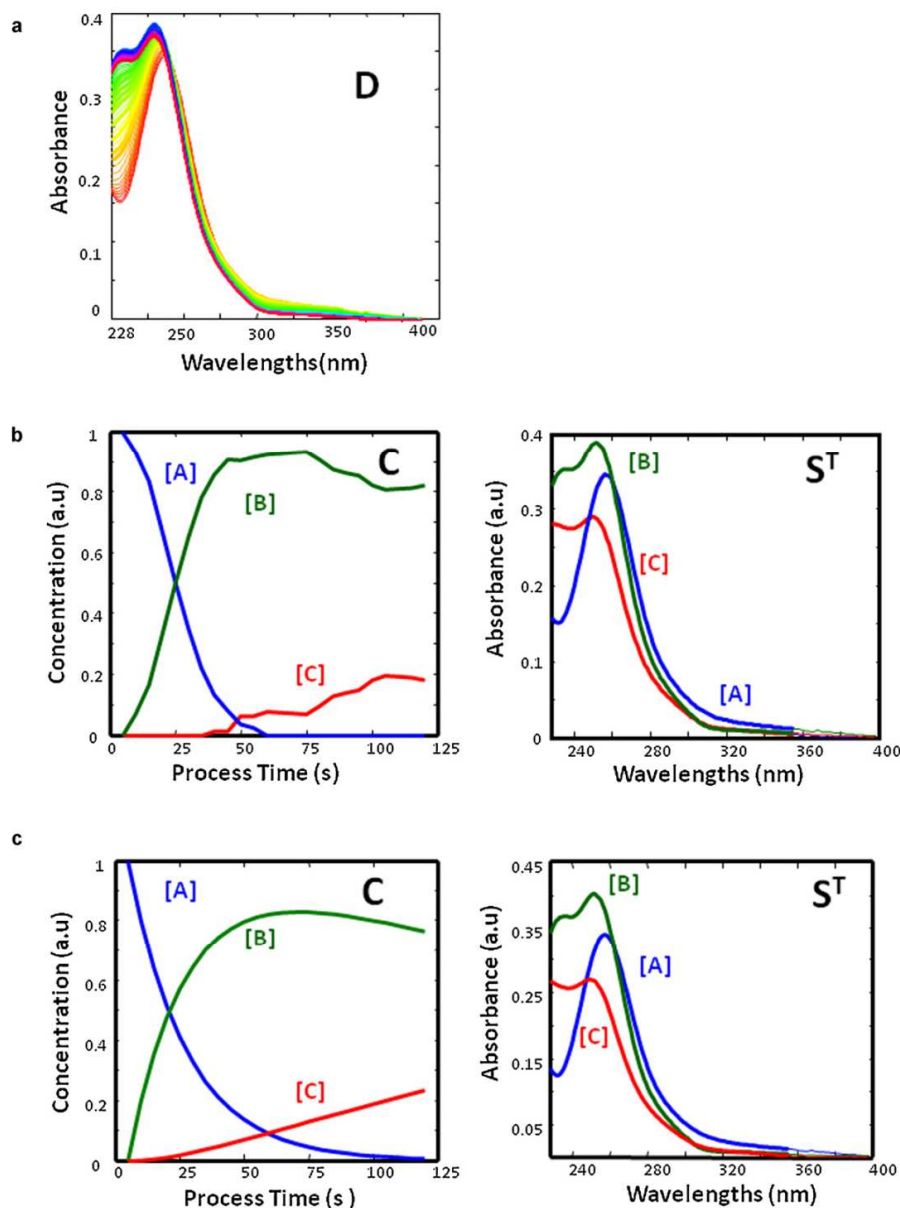 a
0.4
0.3
0.2
0.1
0
Absorbance
D
228 250 300 350 400
Wavelengths(nm)
b
1
0.8
0.6
0.4
0.2
0
Concentration (a.u)
[A]
[B]
[C]
C
0 25 50 75 100 125
Process Time (s)
0.4
0.3
0.2
0.1
0
Absorbance (a.u)
[B]
[C]
[A]
Sᵀ
240 280 320 360 400
Wavelengths (nm)
c
1
0.8
0.6
0.4
0.2
0
Concentration (a.u)
[A]
[B]
[C]
C
0 25 50 75 100 125
Process Time (s )
0.45
0.35
0.25
0.15
0.05
Absorbance (a.u)
[B]
[A]
[C]
Sᵀ
240 280 320 360 400
Wavelengths (nm)